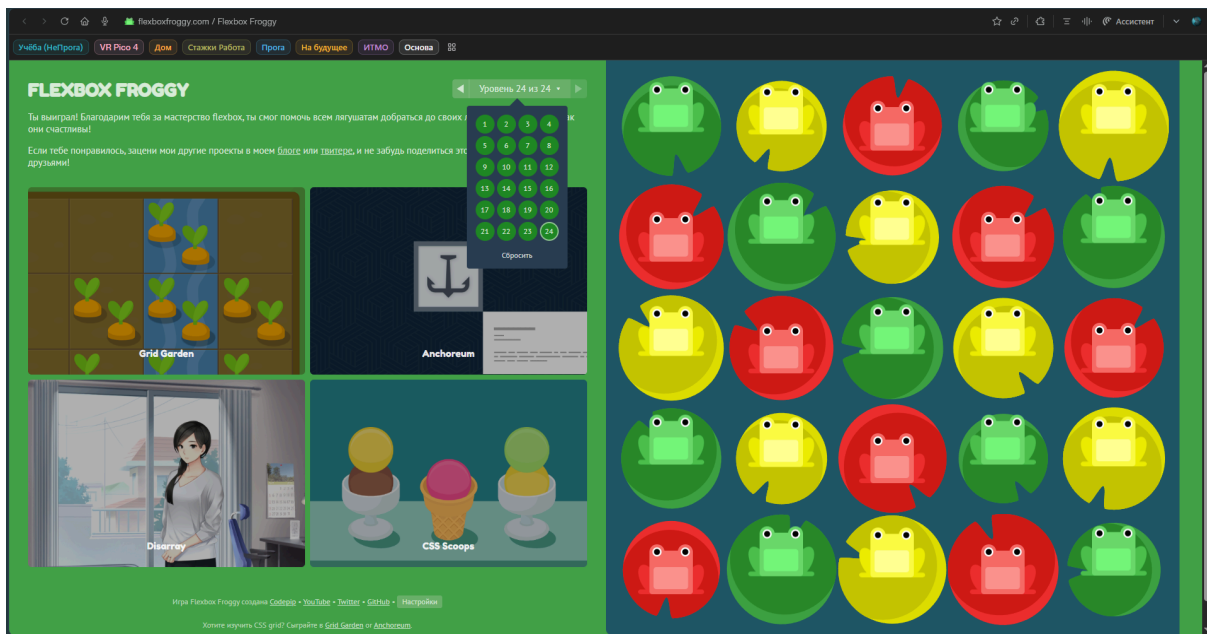 flexboxfroggy.com / Flexbox Froggy
Ассистент
Учёба (НеПрога) VR Pico 4 Дом Стажки Работа Прога На будущее ИТМО Основа
FLEXBOX FROGGY
Уровень 24 из 24
Ты выиграл! Благодарим тебя за мастерство flexbox, ты смог помочь всем лягушатам добраться до своих
они счастливы!
Если тебе понравилось, зацени мои другие проекты в моем блоге или твитере, и не забудь поделиться
друзьями!
1 2 3 4
5 6 7 8
9 10 11 12
13 14 15 16
17 18 19 20
21 22 23 24
Сбросить
Grid Garden
Anchoreum
Disarray
CSS Scoops
Игра Flexbox Froggy создана Codepip • YouTube • Twitter • GitHub • Настройки
Хотите изучить CSS grid? Сыграйте в Grid Garden or Anchoreum.